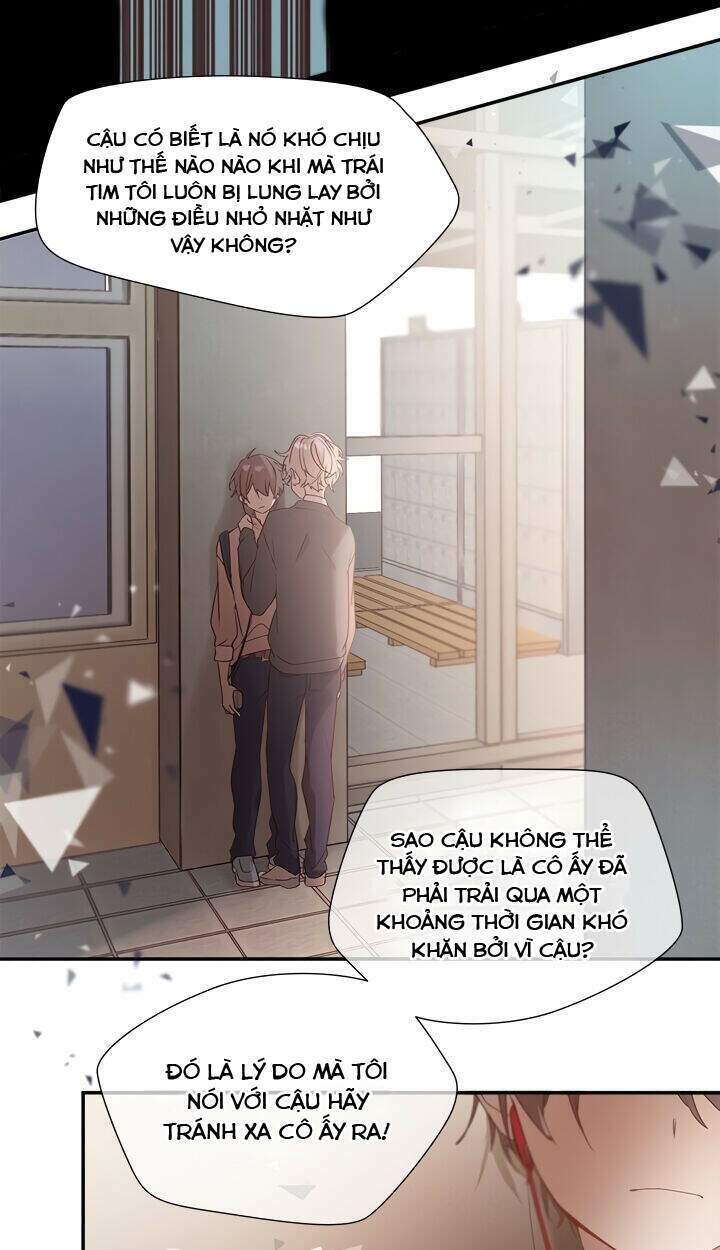 CẬU CÓ BIẾT LÀ NÓ KHÓ CHỊU
NHƯ THẾ NÀO NÀO KHI MÀ TRÁI
TIM TÔI LUÔN BỊ LUNG LAY BỞI
NHỮNG ĐIỀU NHỎ NHẶT NHƯ
VẬY KHÔNG?
SAO CẬU KHÔNG THỂ
THẤY ĐƯỢC LÀ CÔ ẤY ĐÃ
PHẢI TRẢI QUA MỘT
KHOẢNG THỜI GIAN KHÓ
KHĂN BỞI VÌ CẬU?
ĐÓ LÀ LÝ DO MÀ TÔI
NÓI VỚI CẬU HÃY
TRÁNH XA CÔ ẤY RA!